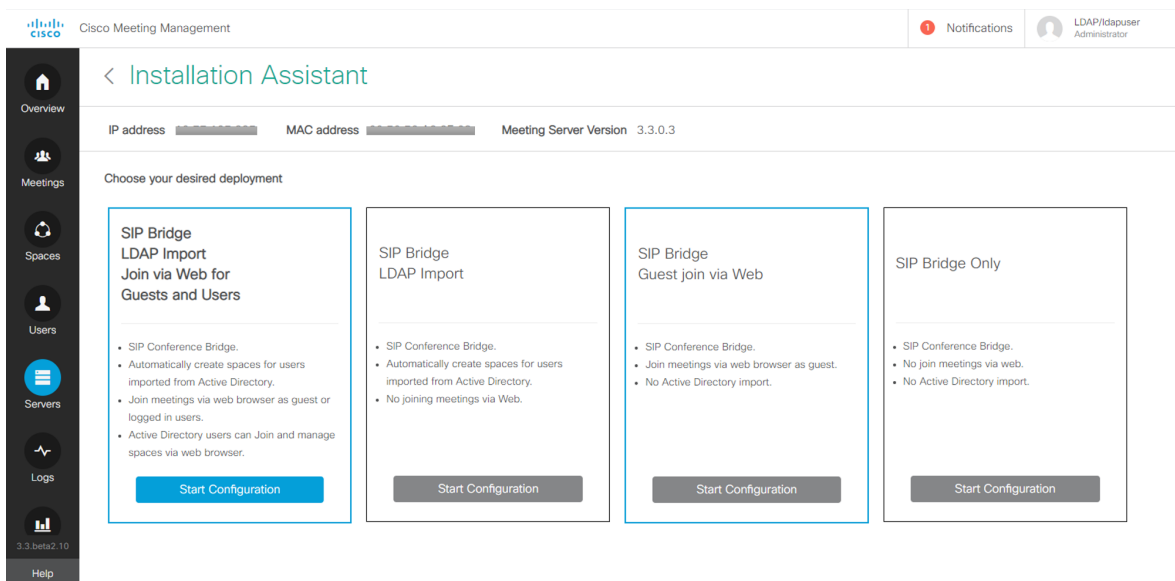 CISCO
Cisco Meeting Management
1
Notifications
LDAP/ldapuser
Administrator
Installation Assistant
IP address
MAC address
Meeting Server Version 3.3.0.3
Choose your desired deployment
SIP Bridge
LDAP Import
Join via Web for
Guests and Users
• SIP Conference Bridge.
• Automatically create spaces for users
imported from Active Directory.
• Join meetings via web browser as guest or
logged in users.
• Active Directory users can Join and manage
spaces via web browser.
Start Configuration
SIP Bridge
LDAP Import
• SIP Conference Bridge.
• Automatically create spaces for users
imported from Active Directory.
• No joining meetings via Web.
Start Configuration
SIP Bridge
Guest join via Web
• SIP Conference Bridge.
• Join meetings via web browser as guest.
• No Active Directory import.
Start Configuration
SIP Bridge Only
• SIP Conference Bridge.
• No join meetings via web.
• No Active Directory import.
Start Configuration
Overview
Meetings
Spaces
Users
Servers
Logs
3.3.beta2.10
Help